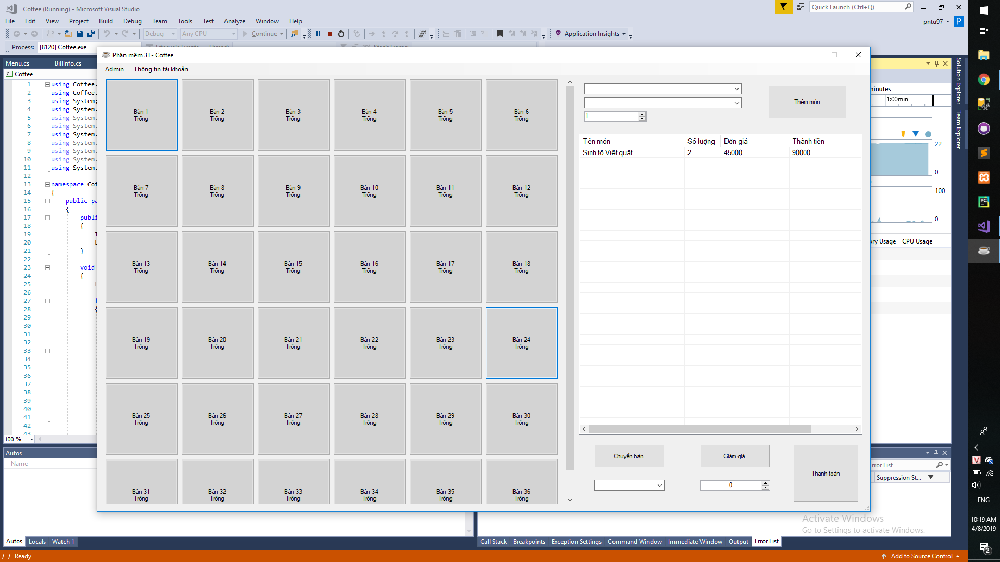 Coffee (Running) - Microsoft Visual Studio
Quick Launch (Ctrl+Q)
File Edit View Project Build Debug Team Tools Test Analyze Window Help
pntu97 P
Debug Any CPU Continue Application Insights
Process: [8120] Coffee.exe
Phần mềm 3T- Coffee
Menu.cs BillInfo.cs
Admin Thông tin tài khoản
C# Coffee
1 using Coffee.
2 using Coffee.
3 using System;
4 using System.
5 using System.
6 using System.
7 using System.
8 using System.
9 using System.
10 using System.
11 using System.
12
13 namespace Cof
14 {
15 public pa
16 {
17 publi
18 {
19
20
21 }
22
23 void
24 {
25
26
27
28 {
29
30
31
32
33
34
35
36
37
38
39
40
41
42
43
100 %
Bàn 1
Trống
Bàn 2
Trống
Bàn 3
Trống
Bàn 4
Trống
Bàn 5
Trống
Bàn 6
Trống
Bàn 7
Trống
Bàn 8
Trống
Bàn 9
Trống
Bàn 10
Trống
Bàn 11
Trống
Bàn 12
Trống
Bàn 13
Trống
Bàn 14
Trống
Bàn 15
Trống
Bàn 16
Trống
Bàn 17
Trống
Bàn 18
Trống
Bàn 19
Trống
Bàn 20
Trống
Bàn 21
Trống
Bàn 22
Trống
Bàn 23
Trống
Bàn 24
Trống
Bàn 25
Trống
Bàn 26
Trống
Bàn 27
Trống
Bàn 28
Trống
Bàn 29
Trống
Bàn 30
Trống
Bàn 31
Trống
Bàn 32
Trống
Bàn 33
Trống
Bàn 34
Trống
Bàn 35
Trống
Bàn 36
Trống
1
Thêm món
Tên món Số lượng Đơn giá Thành tiền
Sinh tố Việt quất 2 45000 90000
Chuyển bàn
Giảm giá
0
Thanh toán
minutes
1:00min
22
0
100
0
ory Usage CPU Usage
Solution Explorer
Team Explorer
Error List
Suppression St...
Autos
Name
Activate Windows
Go to Settings to activate Windows.
Autos Locals Watch 1
Call Stack Breakpoints Exception Settings Command Window Immediate Window Output Error List
Ready
Add to Source Control
PC
V
ENG
10:19 AM
4/8/2019
2